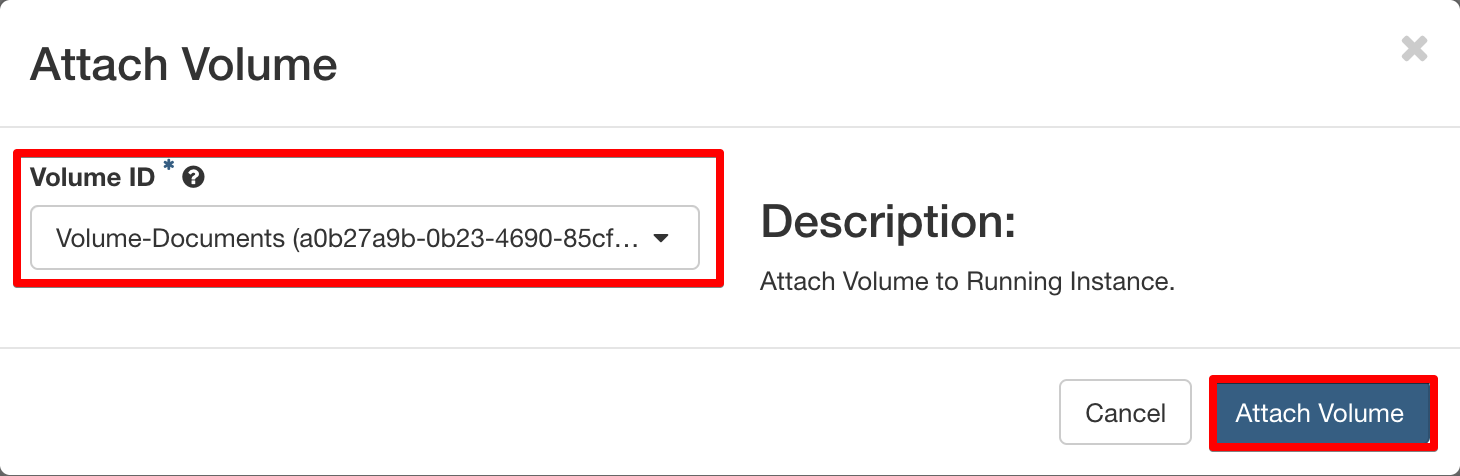 Attach Volume
Volume ID *
Volume-Documents (a0b27a9b-0b23-4690-85cf...
Description:
Attach Volume to Running Instance.
Cancel
Attach Volume